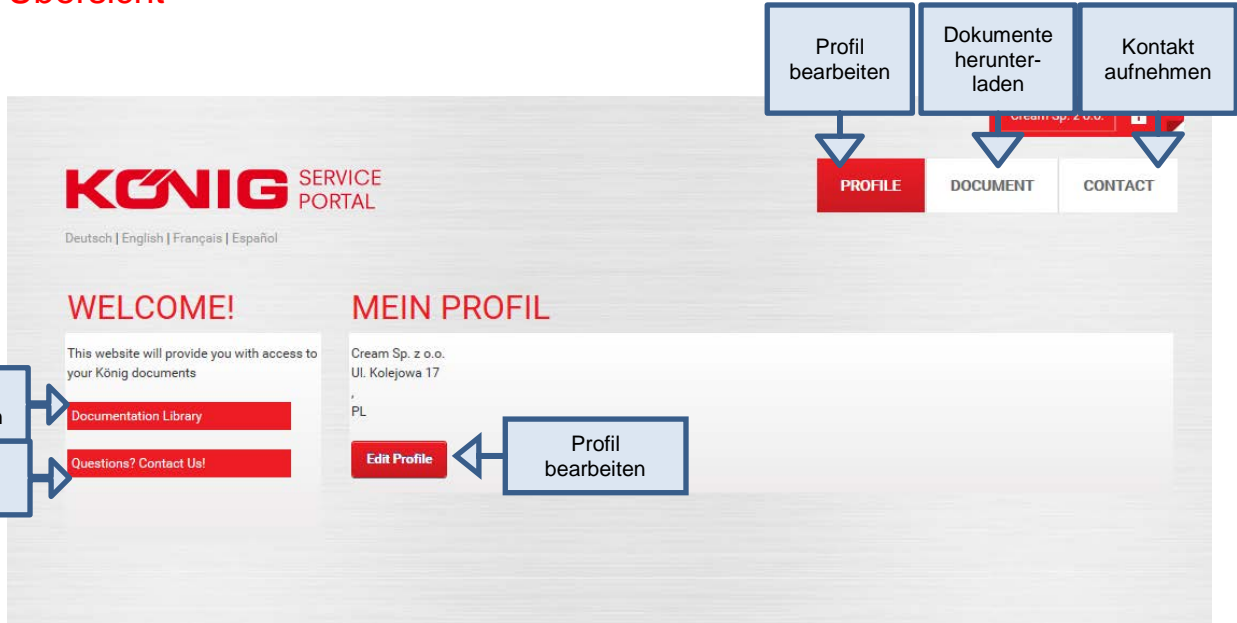 Übersicht
Profil
bearbeiten
Dokumente
herunter-
laden
Kontakt
aufnehmen
Cream Sp. z o.o.
KÖNIG SERVICE
PORTAL
PROFILE DOCUMENT CONTACT
Deutsch | English | Français | Español
WELCOME!
This website will provide you with access to
your König documents
Documentation Library
Questions? Contact Us!
MEIN PROFIL
Cream Sp. z o.o.
Ul. Kolejowa 17
,
PL
Edit Profile
Profil
bearbeiten